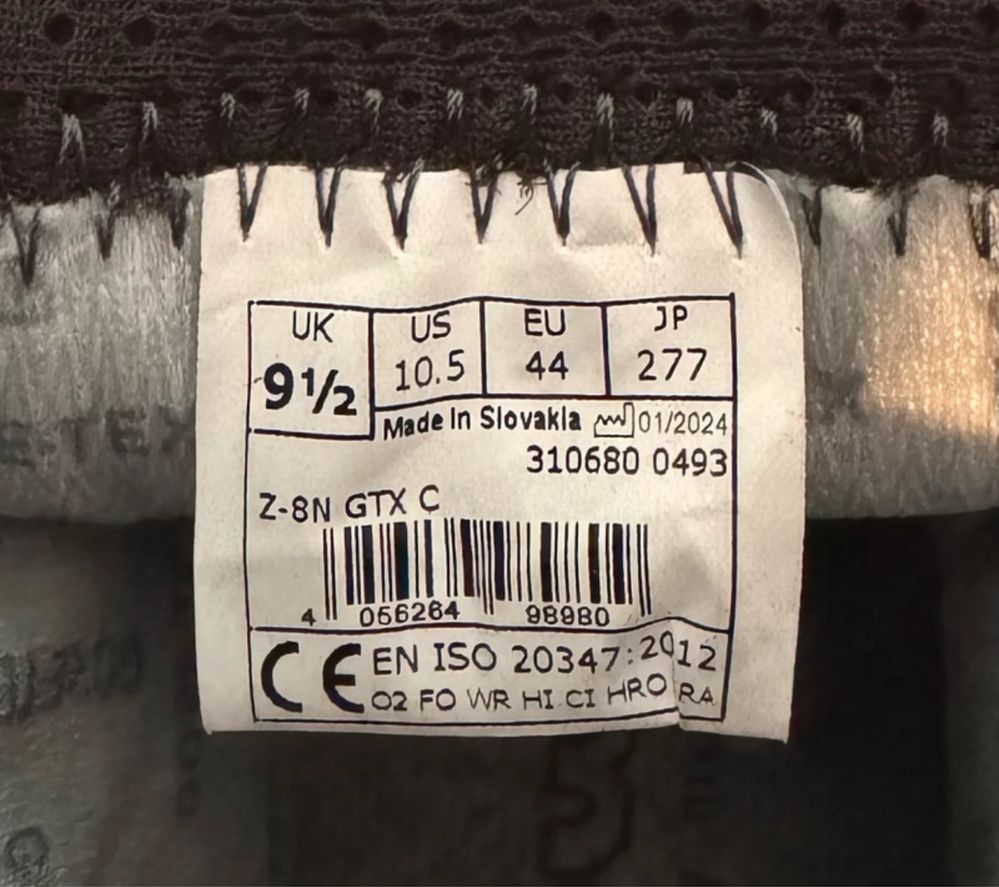 UK US EU JP
9½ 10.5 44 277
Made In Slovakia 01/2024
310680 0493
Z-8N GTX C
4 056284 98980
CE EN ISO 20347:2012
O2 FO WR HI CI HRO RA